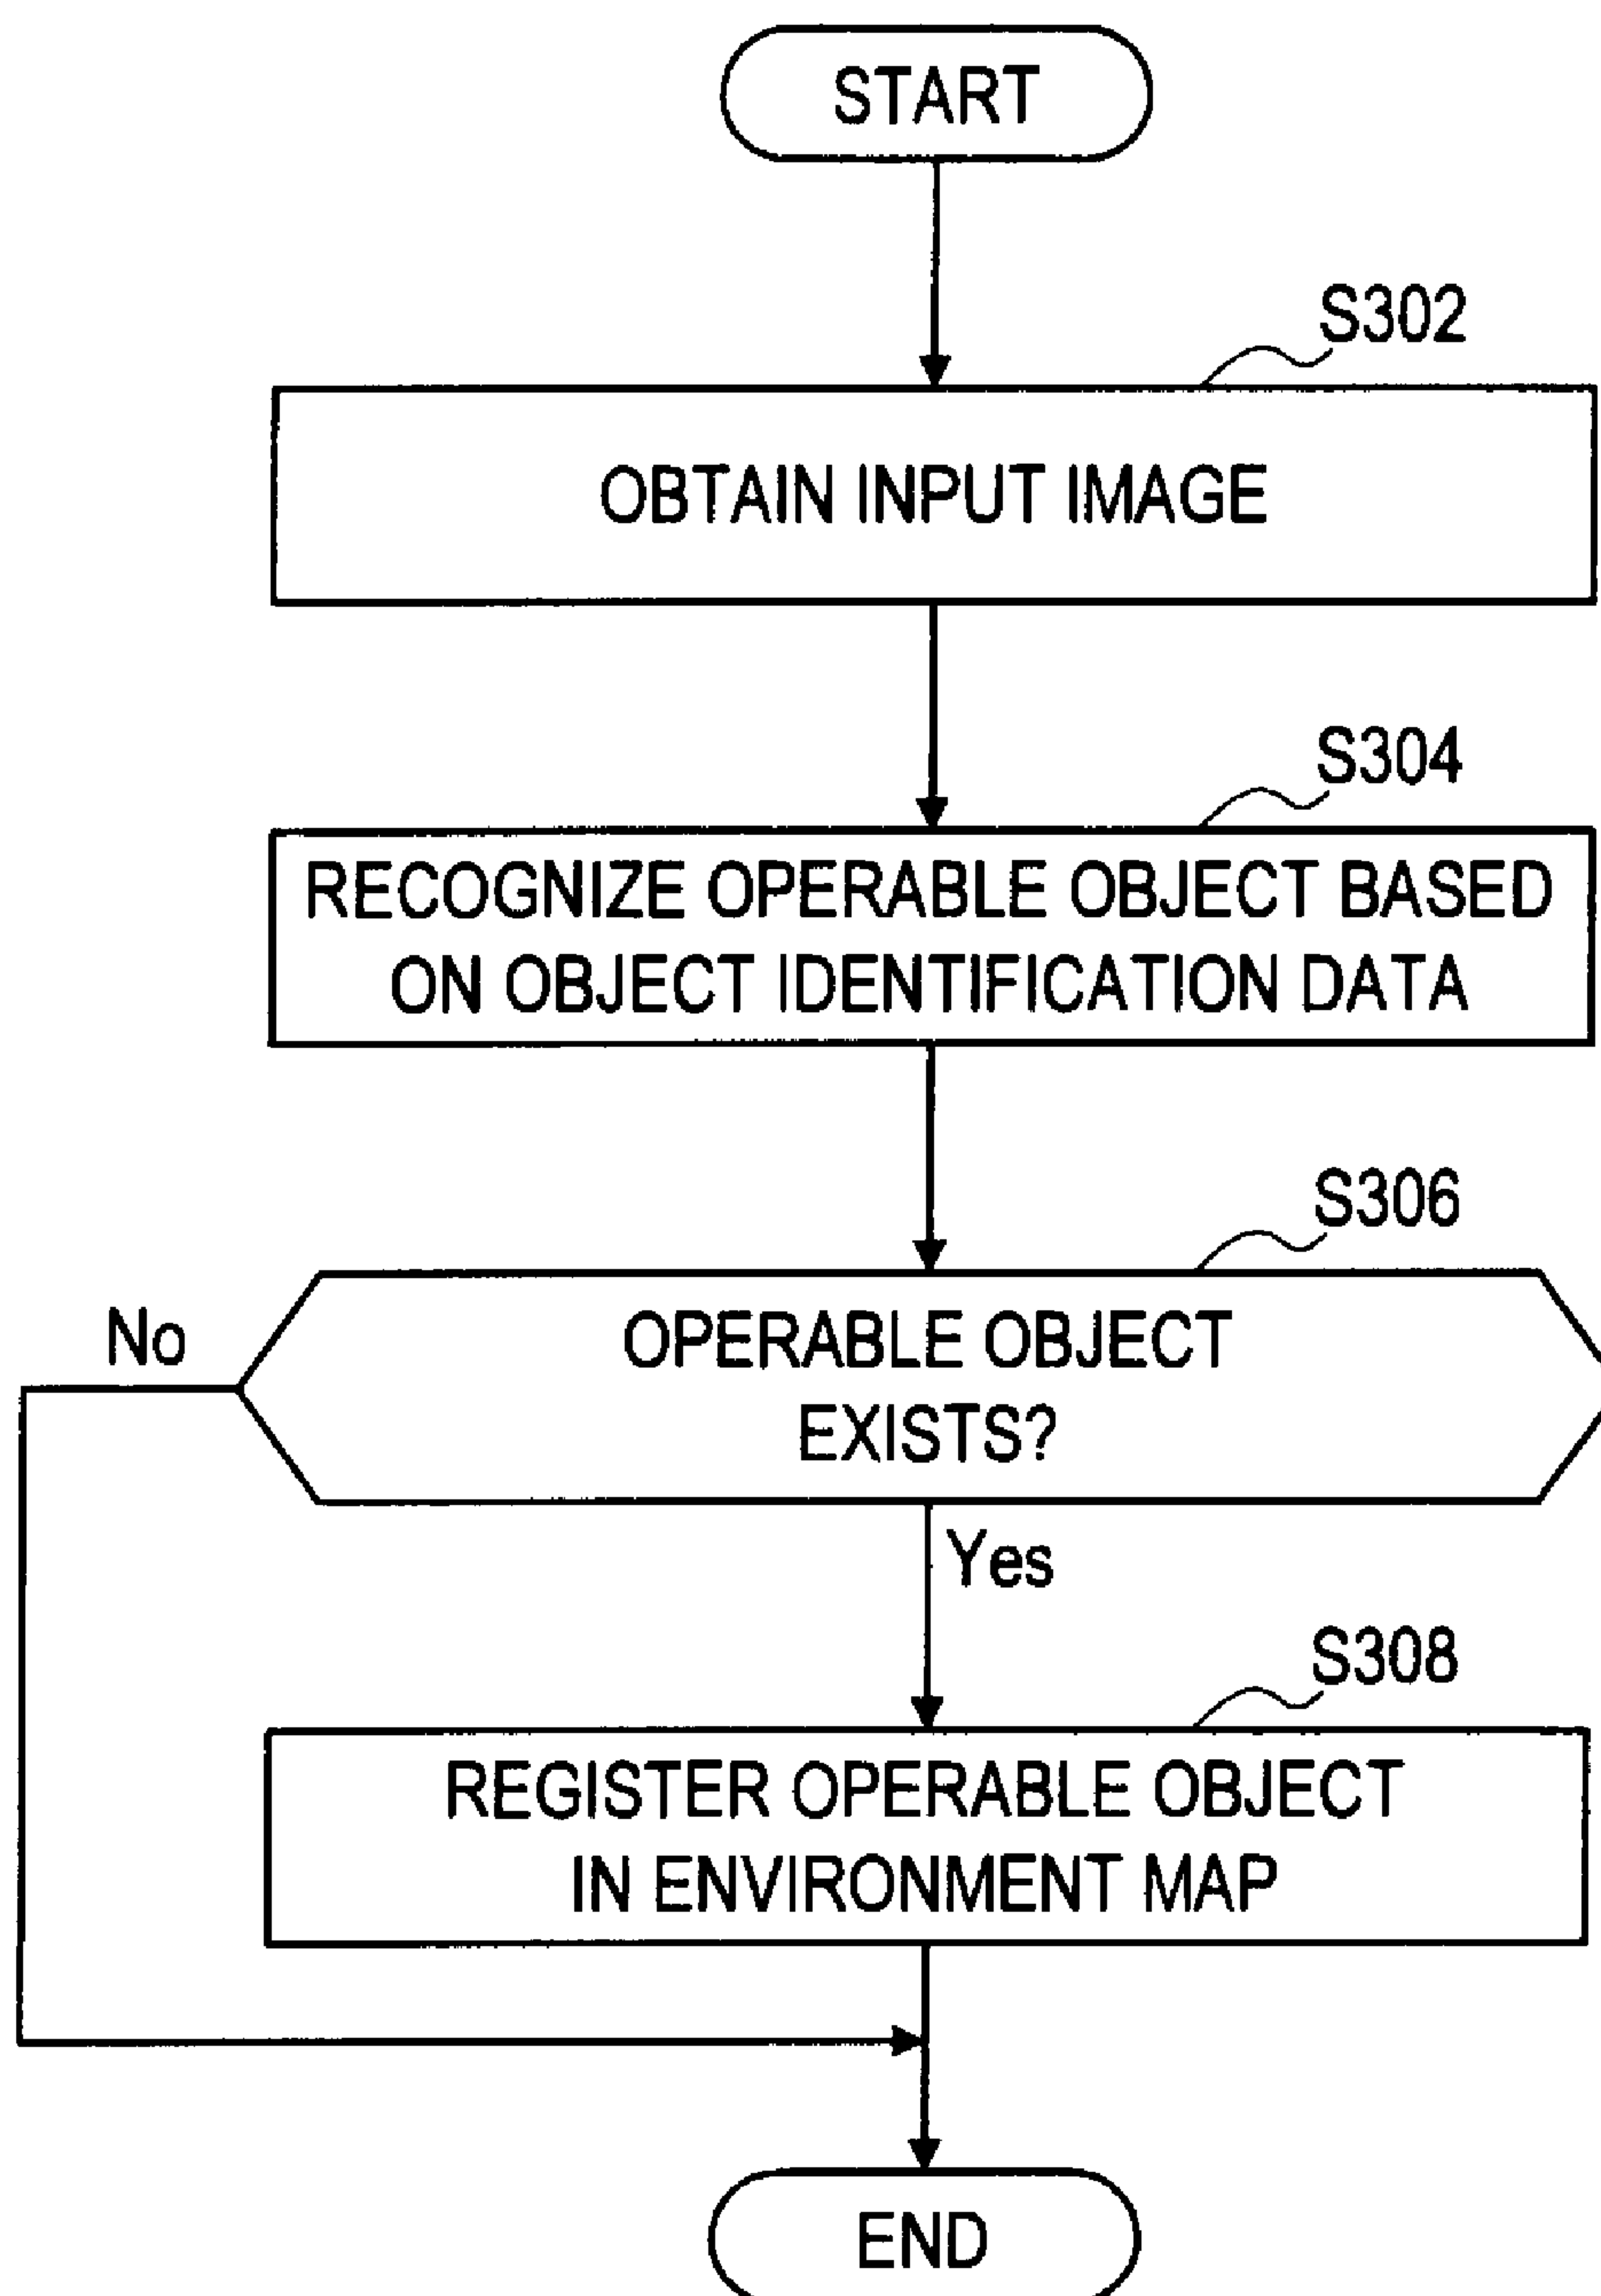 START
S302
OBTAIN INPUT IMAGE
S304
RECOGNIZE OPERABLE OBJECT BASED
ON OBJECT IDENTIFICATION DATA
S306
No
OPERABLE OBJECT
EXISTS?
Yes
S308
REGISTER OPERABLE OBJECT
IN ENVIRONMENT MAP
END